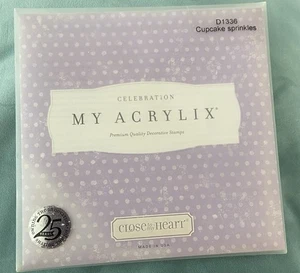 D1336
Cupcake sprinkles
CELEBRATION
MY ACRYLIX®
Premium Quality Decorative Stamps
25
CLOSE TO MY HEART®
MADE IN USA